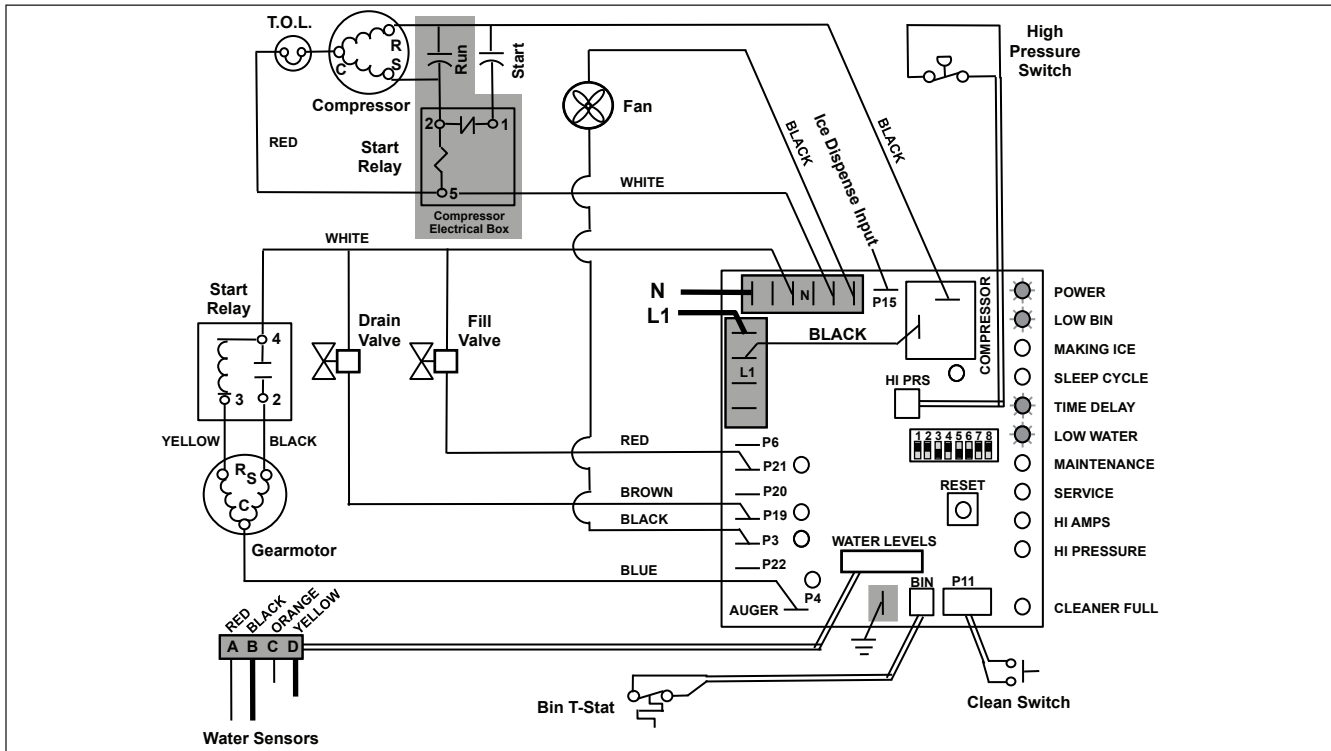 T.O.L.
R
S
C
Compressor
Run
Start
2
1
5
Start
Relay
Compressor
Electrical Box
RED
WHITE
Fan
BLACK
Ice Dispense Input
BLACK
High
Pressure
Switch
WHITE
Start
Relay
4
3
2
YELLOW
BLACK
R
S
C
Gearmotor
Drain
Valve
Fill
Valve
N
L1
N
L1
BLACK
P15
COMPRESSOR
HI PRS
1 2 3 4 5 6 7 8
RESET
RED
BROWN
BLACK
BLUE
P6
P21
P20
P19
P3
P22
P4
AUGER
WATER LEVELS
BIN
P11
POWER
LOW BIN
MAKING ICE
SLEEP CYCLE
TIME DELAY
LOW WATER
MAINTENANCE
SERVICE
HI AMPS
HI PRESSURE
CLEANER FULL
RED
BLACK
ORANGE
YELLOW
A B C D
Water Sensors
Bin T-Stat
Clean Switch